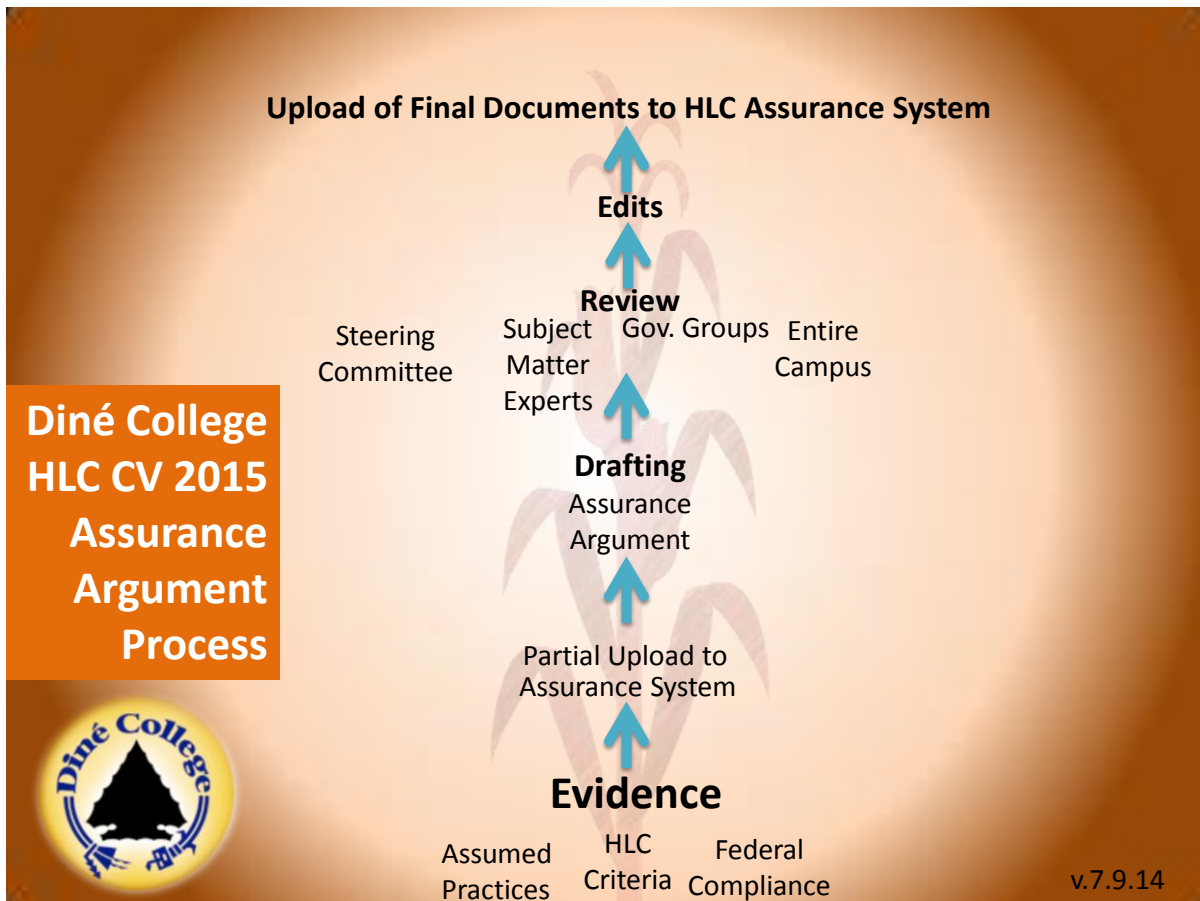 Upload of Final Documents to HLC Assurance System
Edits
Review
Steering
Committee
Subject
Matter
Experts
Gov. Groups
Entire
Campus
Diné College
HLC CV 2015
Assurance
Argument
Process
Drafting
Assurance
Argument
Partial Upload to
Assurance System
Evidence
Assumed
Practices
HLC
Criteria
Federal
Compliance
Diné College
v.7.9.14